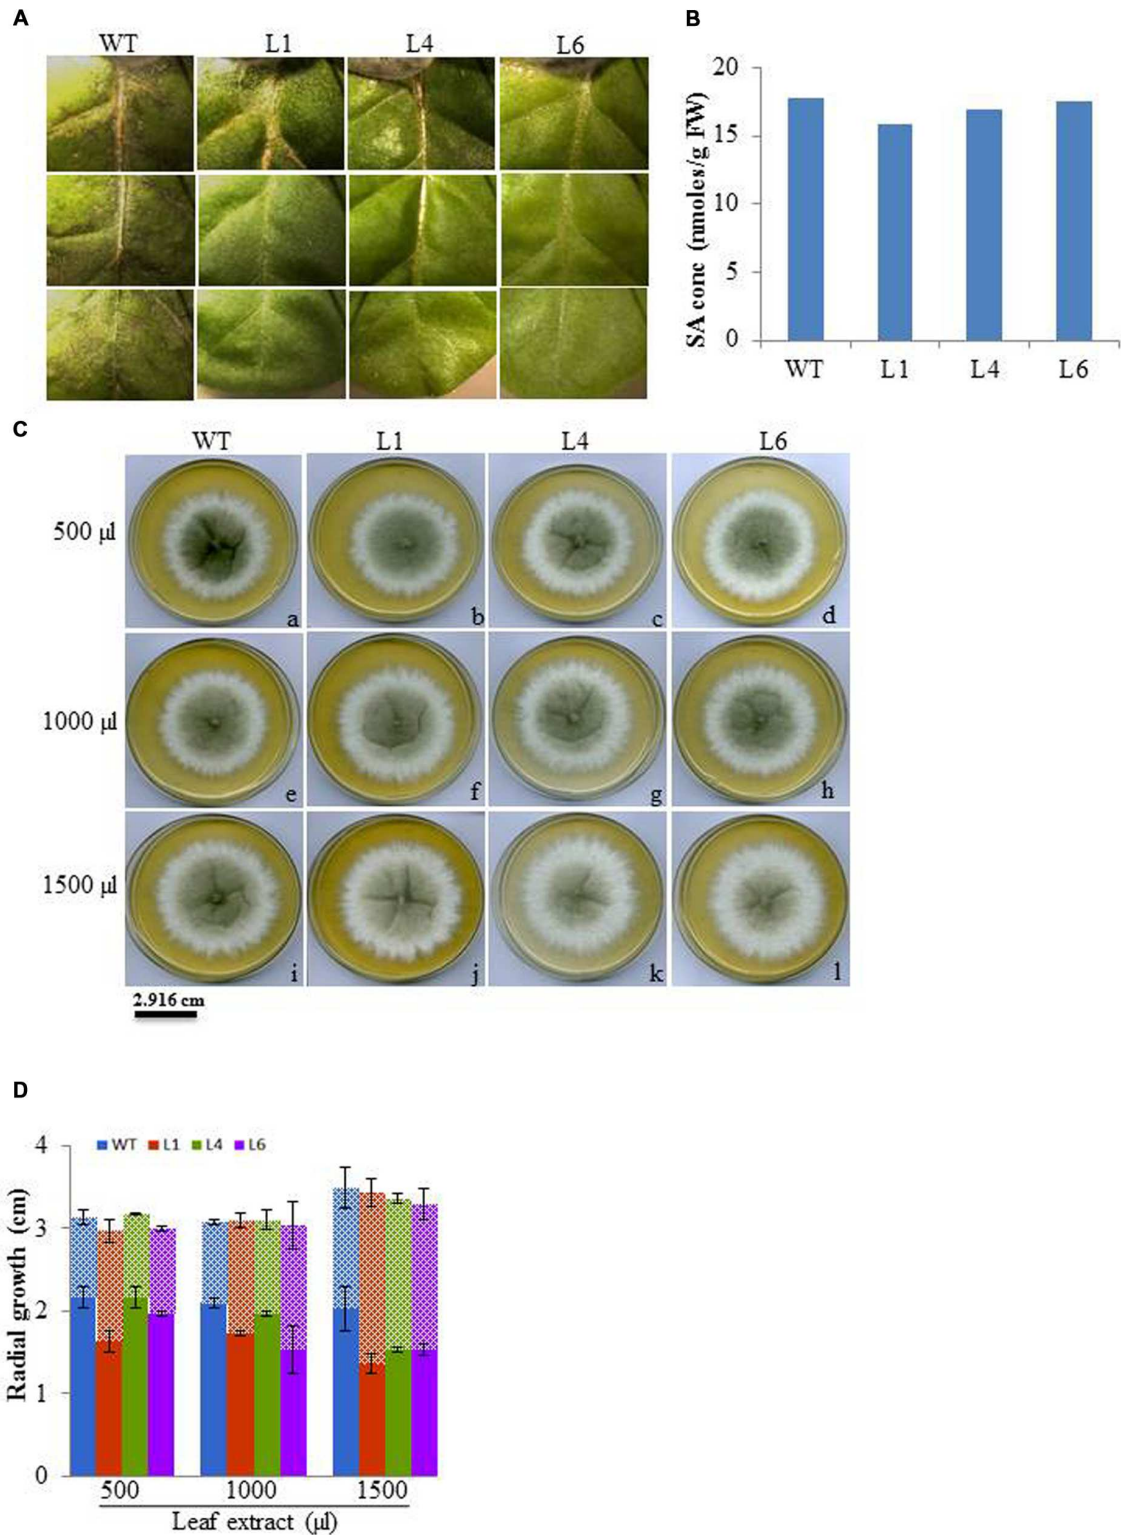 A
WT L1 L4 L6
B
SA conc (nmoles/g FW)
20
15
10
5
0
WT L1 L4 L6
C
WT L1 L4 L6
500 µl
a b c d
1000 µl
e f g h
1500 µl
i j k l
2.916 cm
D
WT L1 L4 L6
Radial growth (cm)
4
3
2
1
0
500 1000 1500
Leaf extract (µl)